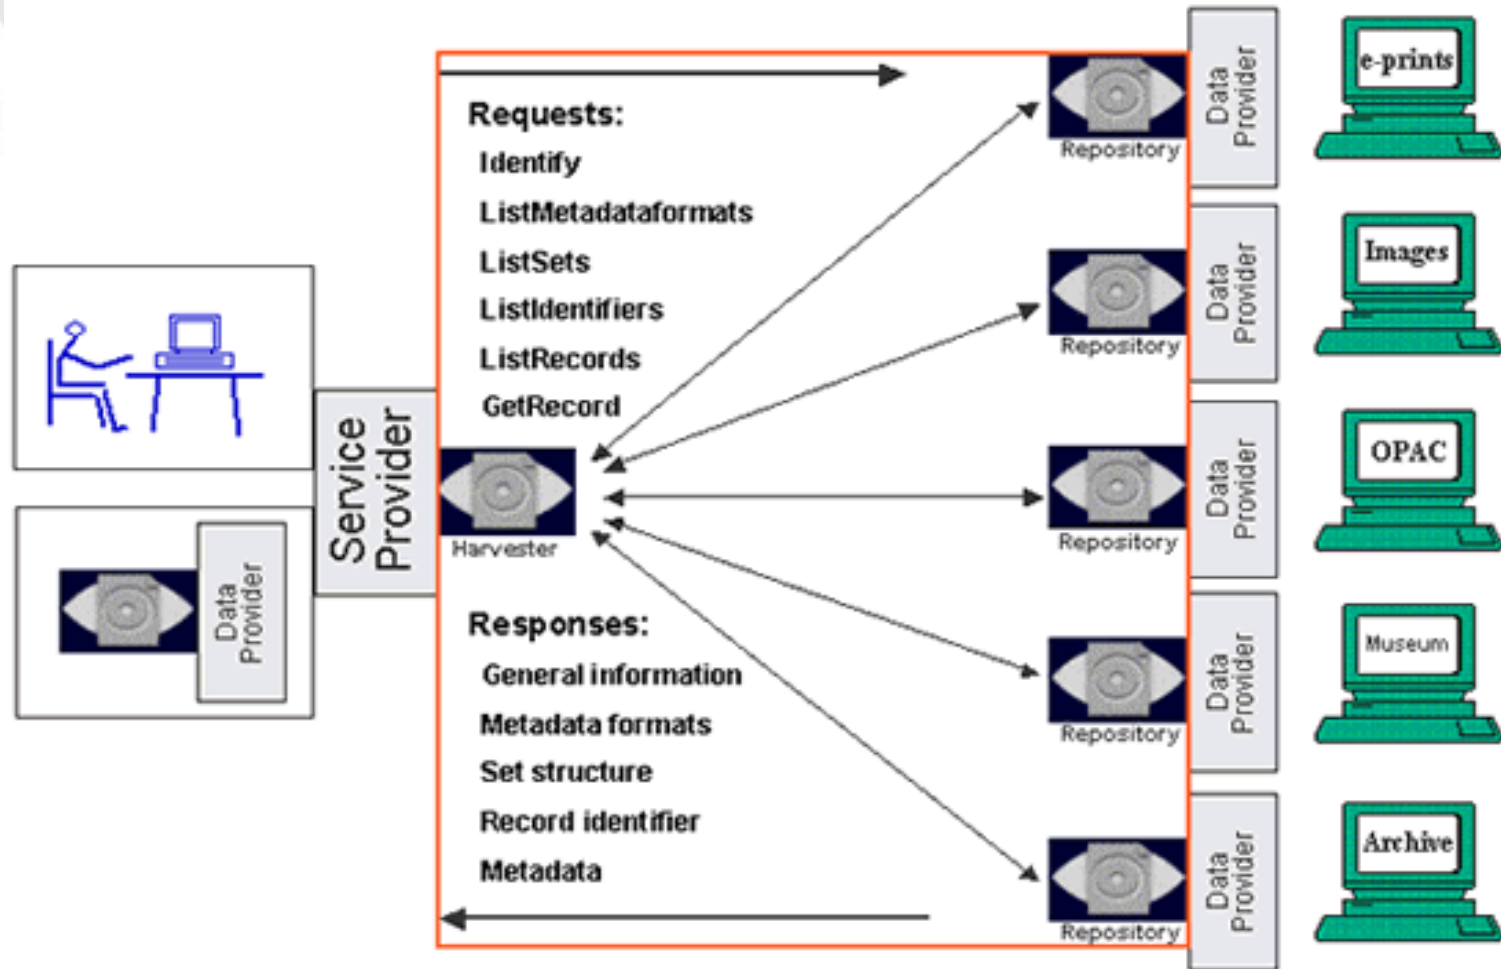 Service
Provider
Data
Provider
Requests:
Identify
ListMetadataformats
ListSets
ListIdentifiers
ListRecords
GetRecord
Harvester
Responses:
General information
Metadata formats
Set structure
Record identifier
Metadata
Repository
Data
Provider
e-prints
Repository
Data
Provider
Images
Repository
Data
Provider
OPAC
Repository
Data
Provider
Museum
Repository
Data
Provider
Archive